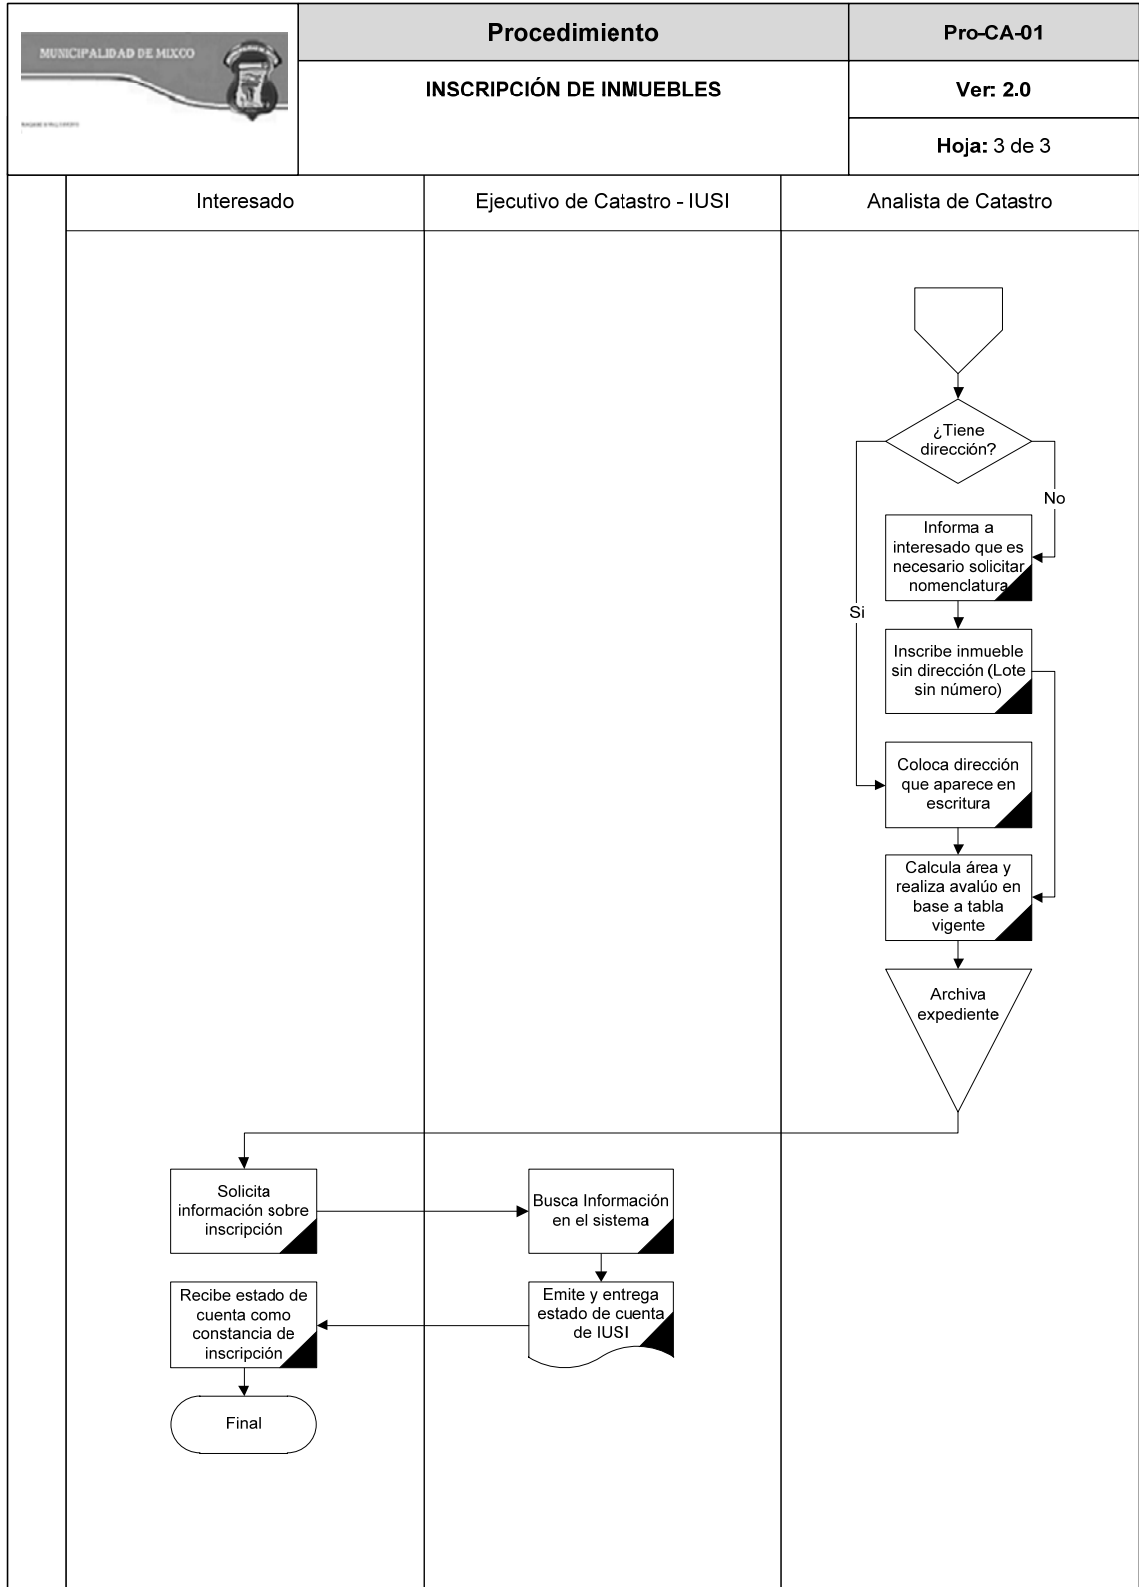 MUNICIPALIDAD DE MIXCO
Procedimiento
Pro-CA-01
INSCRIPCIÓN DE INMUEBLES
Ver: 2.0
Hoja: 3 de 3
Interesado
Ejecutivo de Catastro - IUSI
Analista de Catastro
¿Tiene
dirección?
No
Informa a
interesado que es
necesario solicitar
nomenclatura
Si
Inscribe inmueble
sin dirección (Lote
sin número)
Coloca dirección
que aparece en
escritura
Calcula área y
realiza avalúo en
base a tabla
vigente
Archiva
expediente
Solicita
información sobre
inscripción
Busca Información
en el sistema
Emite y entrega
estado de cuenta
de IUSI
Recibe estado de
cuenta como
constancia de
inscripción
Final